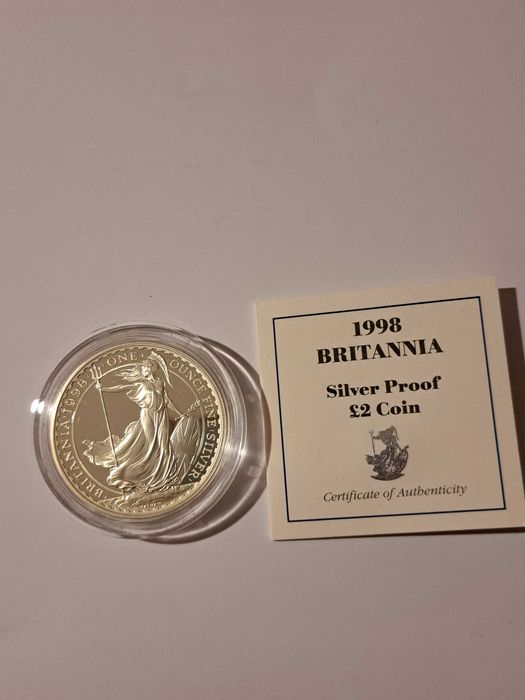 BRITANNIA 1998 ONE OUNCE FINE SILVER
1998
BRITANNIA
Silver Proof
£2 Coin
Certificate of Authenticity